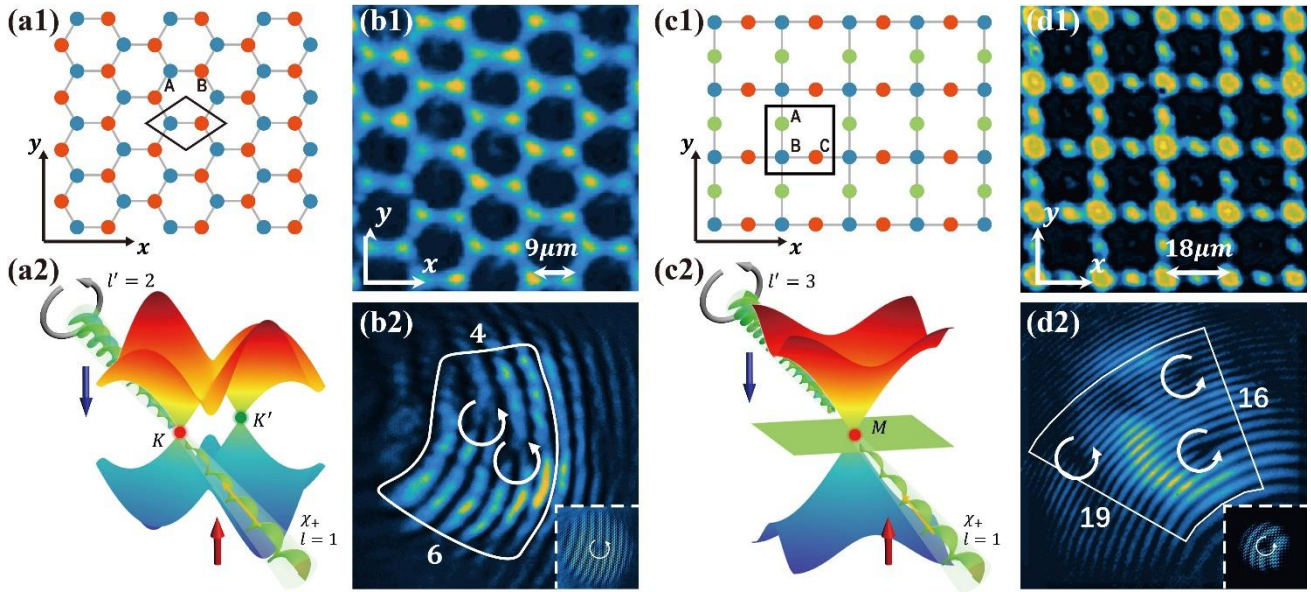 (a1)
A B
y
x
(b1)
y
x
9μm
(c1)
A
B C
y
x
(d1)
y
x
18μm
(a2)
l′ = 2
K
K′
χ+
l = 1
(b2)
4
6
(c2)
l′ = 3
M
χ+
l = 1
(d2)
16
19